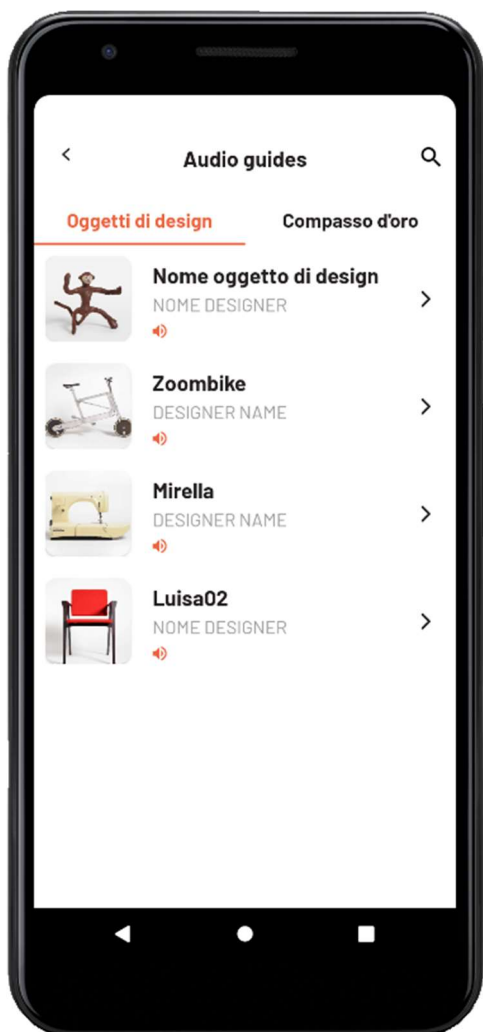 Audio guides
Oggetti di design
Compasso d'oro
Nome oggetto di design
NOME DESIGNER
Zoombike
DESIGNER NAME
Mirella
DESIGNER NAME
Luisa02
NOME DESIGNER